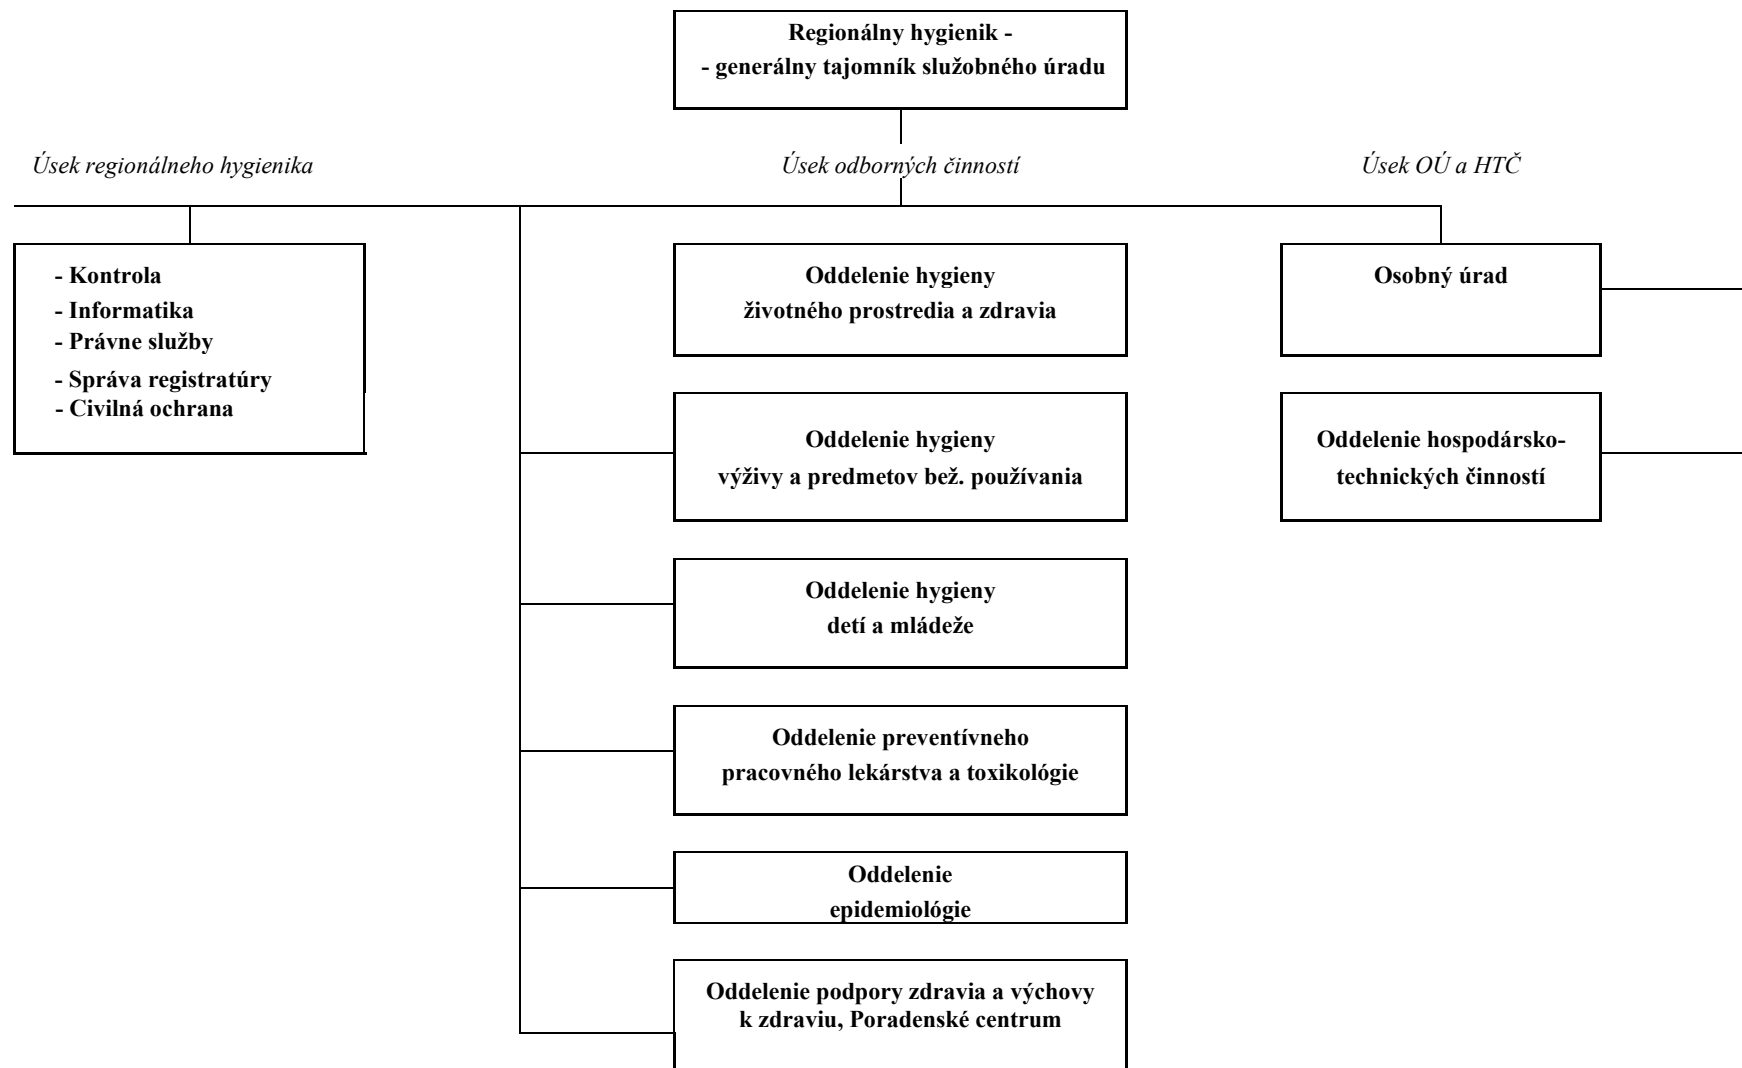 Regionálny hygienik -
- generálny tajomník služobného úradu
Úsek regionálneho hygienika
Úsek odborných činností
Úsek OÚ a HTČ
- Kontrola
- Informatika
- Právne služby
- Správa registratúry
- Civilná ochrana
Oddelenie hygieny
životného prostredia a zdravia
Oddelenie hygieny
výživy a predmetov bež. používania
Oddelenie hygieny
detí a mládeže
Oddelenie preventívneho
pracovného lekárstva a toxikológie
Oddelenie
epidemiológie
Oddelenie podpory zdravia a výchovy
k zdraviu, Poradenské centrum
Osobný úrad
Oddelenie hospodársko-
technických činností